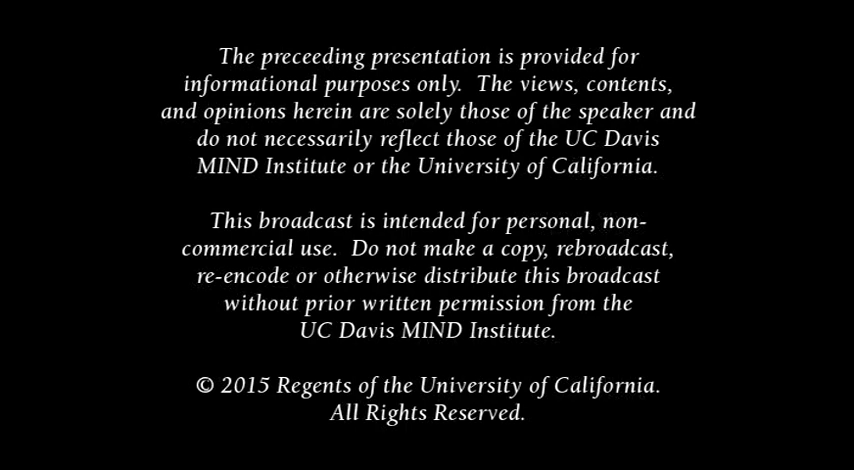 The preceeding presentation is provided for
informational purposes only.  The views, contents,
and opinions herein are solely those of the speaker and
do not necessarily reflect those of the UC Davis
MIND Institute or the University of California.

This broadcast is intended for personal, non-
commercial use.  Do not make a copy, rebroadcast,
re-encode or otherwise distribute this broadcast
without prior written permission from the
UC Davis MIND Institute.

© 2015 Regents of the University of California.
All Rights Reserved.